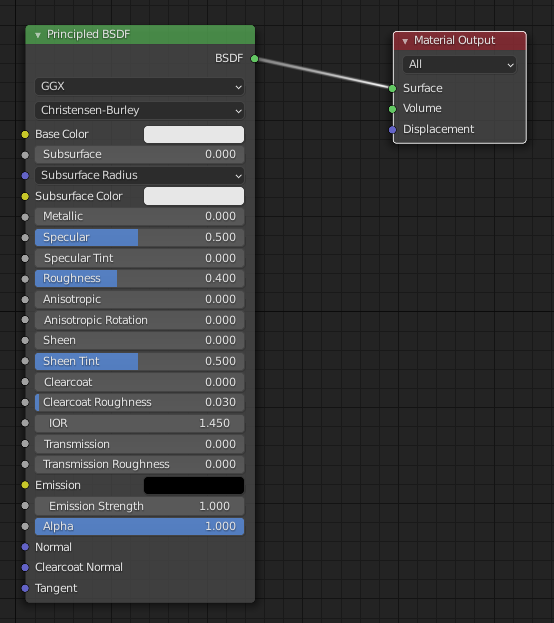 Principled BSDF
BSDF
GGX
Christensen-Burley
Base Color
Subsurface 0.000
Subsurface Radius
Subsurface Color
Metallic 0.000
Specular 0.500
Specular Tint 0.000
Roughness 0.400
Anisotropic 0.000
Anisotropic Rotation 0.000
Sheen 0.000
Sheen Tint 0.500
Clearcoat 0.000
Clearcoat Roughness 0.030
IOR 1.450
Transmission 0.000
Transmission Roughness 0.000
Emission
Emission Strength 1.000
Alpha 1.000
Normal
Clearcoat Normal
Tangent
Material Output
All
Surface
Volume
Displacement